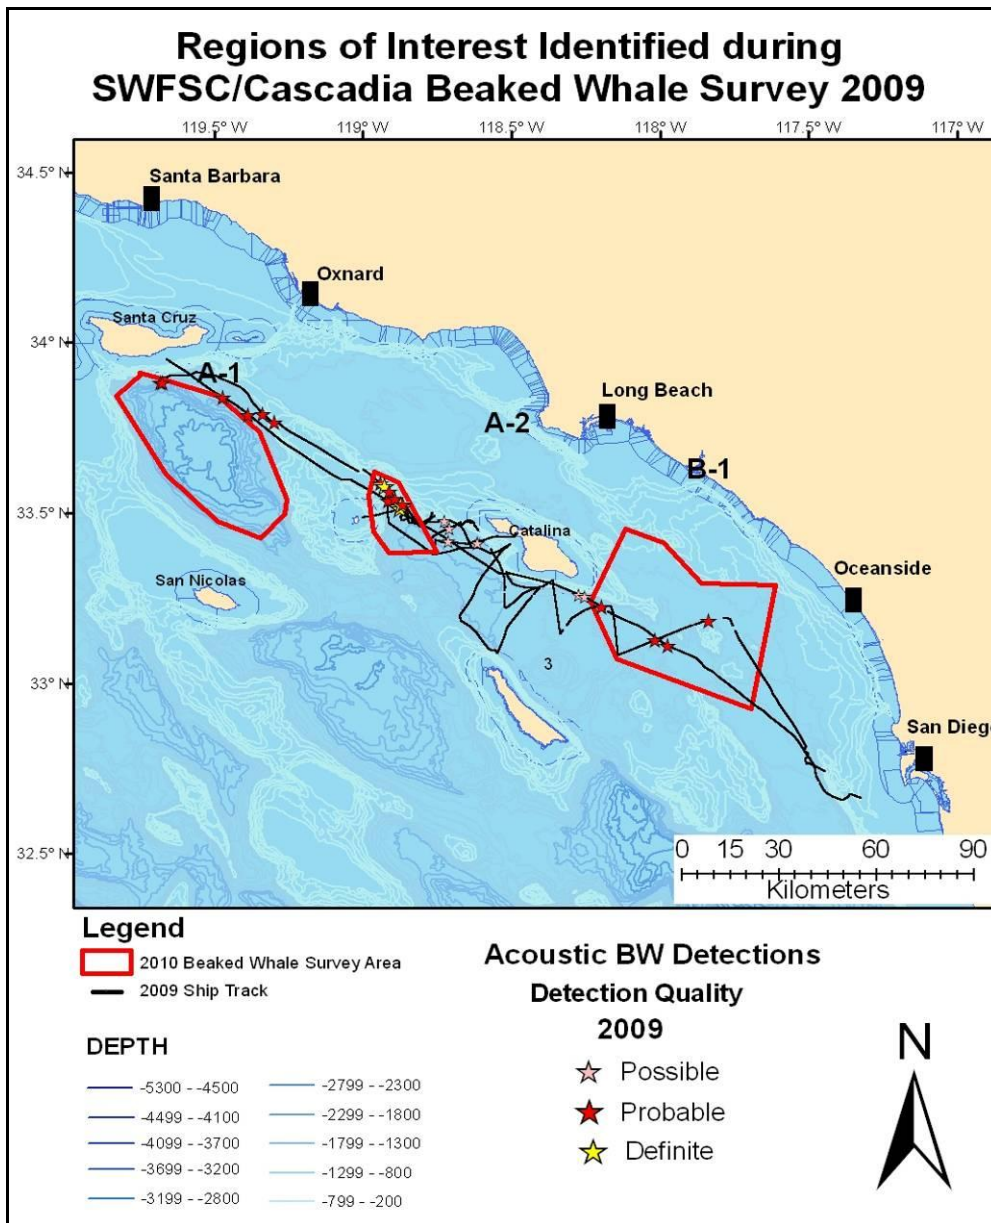 Regions of Interest Identified during
SWFSC/Cascadia Beaked Whale Survey 2009
119.5° W
119° W
118.5° W
118° W
117.5° W
117° W
34.5° N
Santa Barbara
Oxnard
Santa Cruz
34° N
A-1
Long Beach
A-2
B-1
33.5° N
Catalina
Oceanside
San Nicolas
33° N
3
San Diego
32.5° N
0 15 30 60 90
Kilometers
Legend
2010 Beaked Whale Survey Area
2009 Ship Track
DEPTH
-5300 - -4500
-4499 - -4100
-4099 - -3700
-3699 - -3200
-3199 - -2800
-2799 - -2300
-2299 - -1800
-1799 - -1300
-1299 - -800
-799 - -200
Acoustic BW Detections
Detection Quality
2009
Possible
Probable
Definite
N